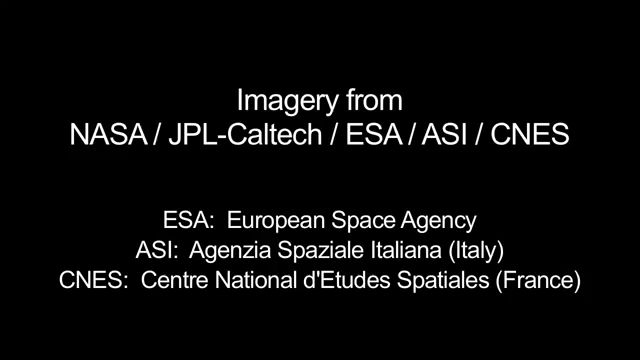 Imagery from
NASA / JPL-Caltech / ESA / ASI / CNES
ESA: European Space Agency
ASI: Agenzia Spaziale Italiana (Italy)
CNES: Centre National d'Etudes Spatiales (France)